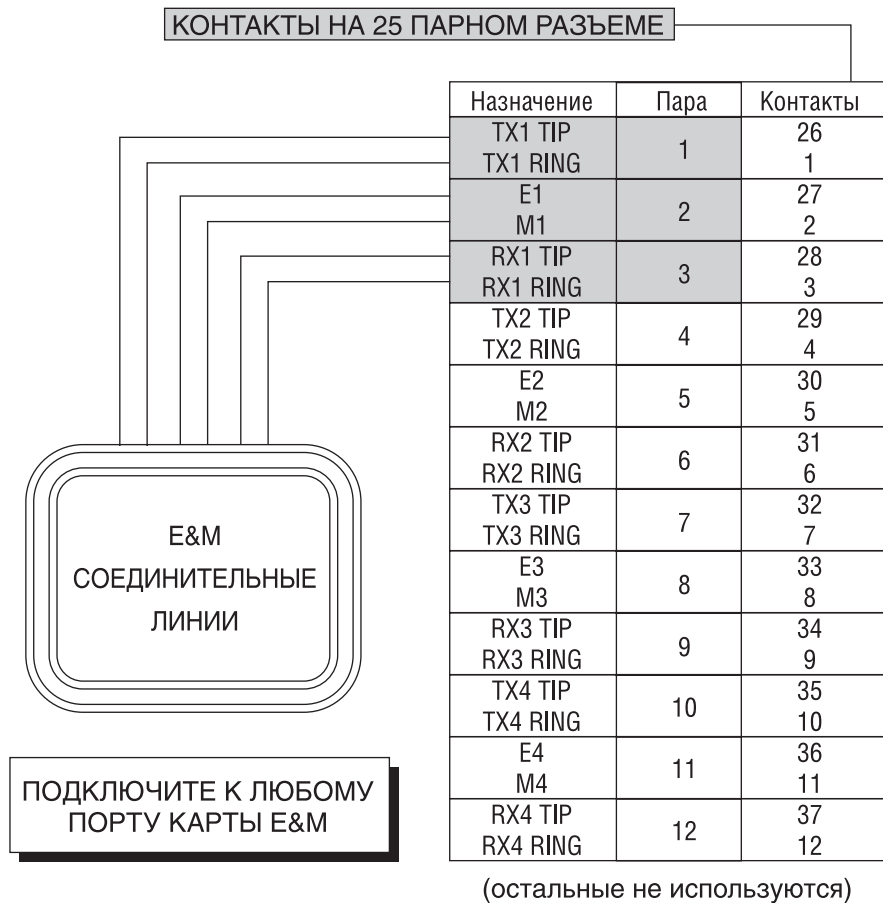 КОНТАКТЫ НА 25 ПАРНОМ РАЗЪЕМЕ
Назначение Пара Контакты
TX1 TIP 26
1
TX1 RING 1
E1 27
2
M1 2
RX1 TIP 28
3
RX1 RING 3
TX2 TIP 29
4
TX2 RING 4
E2 30
5
M2 5
RX2 TIP 31
6
RX2 RING 6
TX3 TIP 32
7
TX3 RING 7
E3 33
8
M3 8
RX3 TIP 34
9
RX3 RING 9
TX4 TIP 35
10
TX4 RING 10
E4 36
11
M4 11
RX4 TIP 37
12
RX4 RING 12
(остальные не используются)
E&M
СОЕДИНИТЕЛЬНЫЕ
ЛИНИИ
ПОДКЛЮЧИТЕ К ЛЮБОМУ
ПОРТУ КАРТЫ E&M